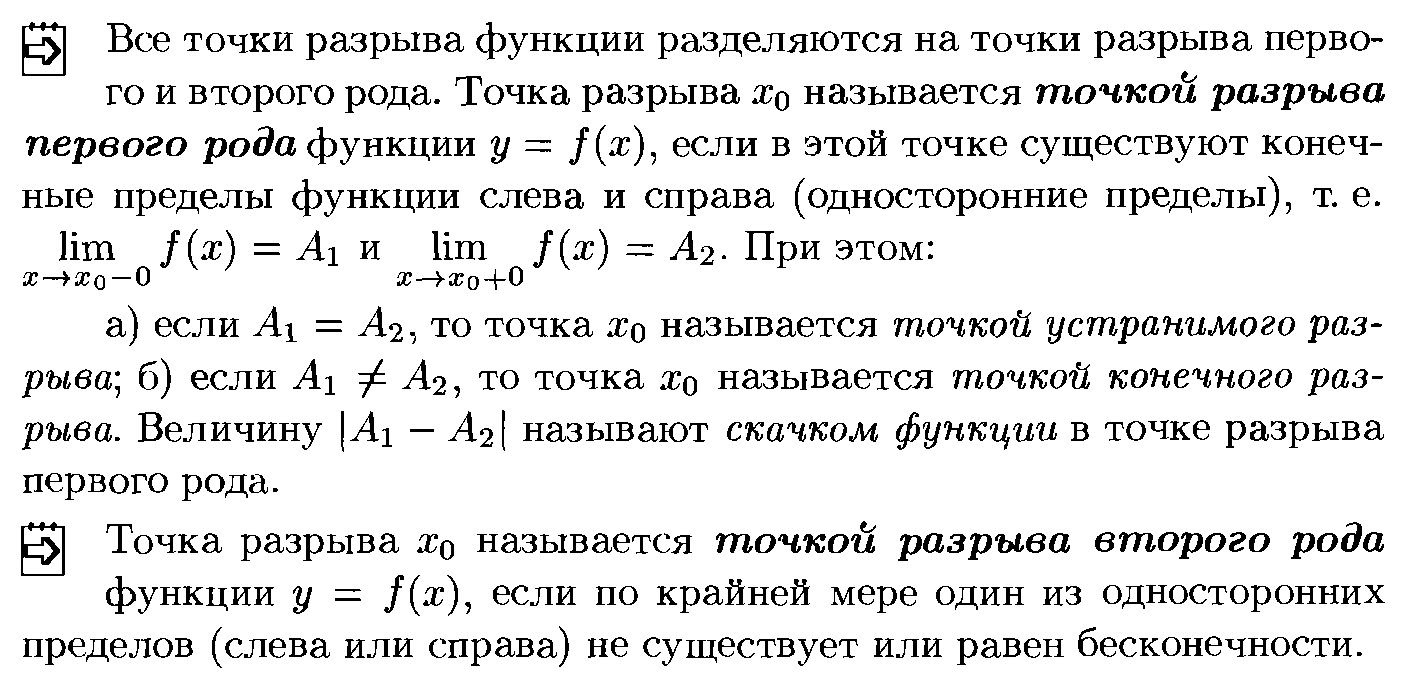 Все точки разрыва функции разделяются на точки разрыва перво-
го и второго рода. Точка разрыва x₀ называется точкой разрыва
первого рода функции y = f(x), если в этой точке существуют конеч-
ные пределы функции слева и справа (односторонние пределы), т. е.
lim f(x) = A₁ и lim f(x) = A₂. При этом:
x→x₀−0 x→x₀+0
а) если A₁ = A₂, то точка x₀ называется точкой устранимого раз-
рыва; б) если A₁ ≠ A₂, то точка x₀ называется точкой конечного раз-
рыва. Величину |A₁ − A₂| называют скачком функции в точке разрыва
первого рода.
Точка разрыва x₀ называется точкой разрыва второго рода
функции y = f(x), если по крайней мере один из односторонних
пределов (слева или справа) не существует или равен бесконечности.